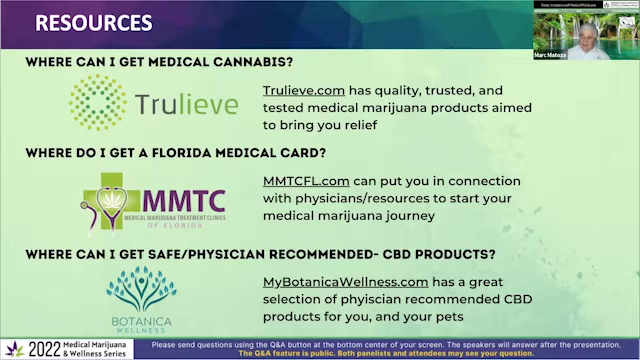 RESOURCES
WHERE CAN I GET MEDICAL CANNABIS?
Trulieve
Trulieve.com has quality, trusted, and
tested medical marijuana products aimed
to bring you relief
WHERE DO I GET A FLORIDA MEDICAL CARD?
MMTC
MEDICAL MARIJUANA TREATMENT CLINICS
OF FLORIDA
MMTCFL.com can put you in connection
with physicians/resources to start your
medical marijuana journey
WHERE CAN I GET SAFE/PHYSICIAN RECOMMENDED- CBD PRODUCTS?
BOTANICA
WELLNESS
MyBotanicaWellness.com has a great
selection of phyiscian recommended CBD
products for you, and your pets
Marc Matoza
2022 Medical Marijuana
& Wellness Series
Please send questions using the Q&A button at the bottom center of your screen. The speakers will answer after the presentation.
The Q&A feature is public. Both panelists and attendees may see your question.